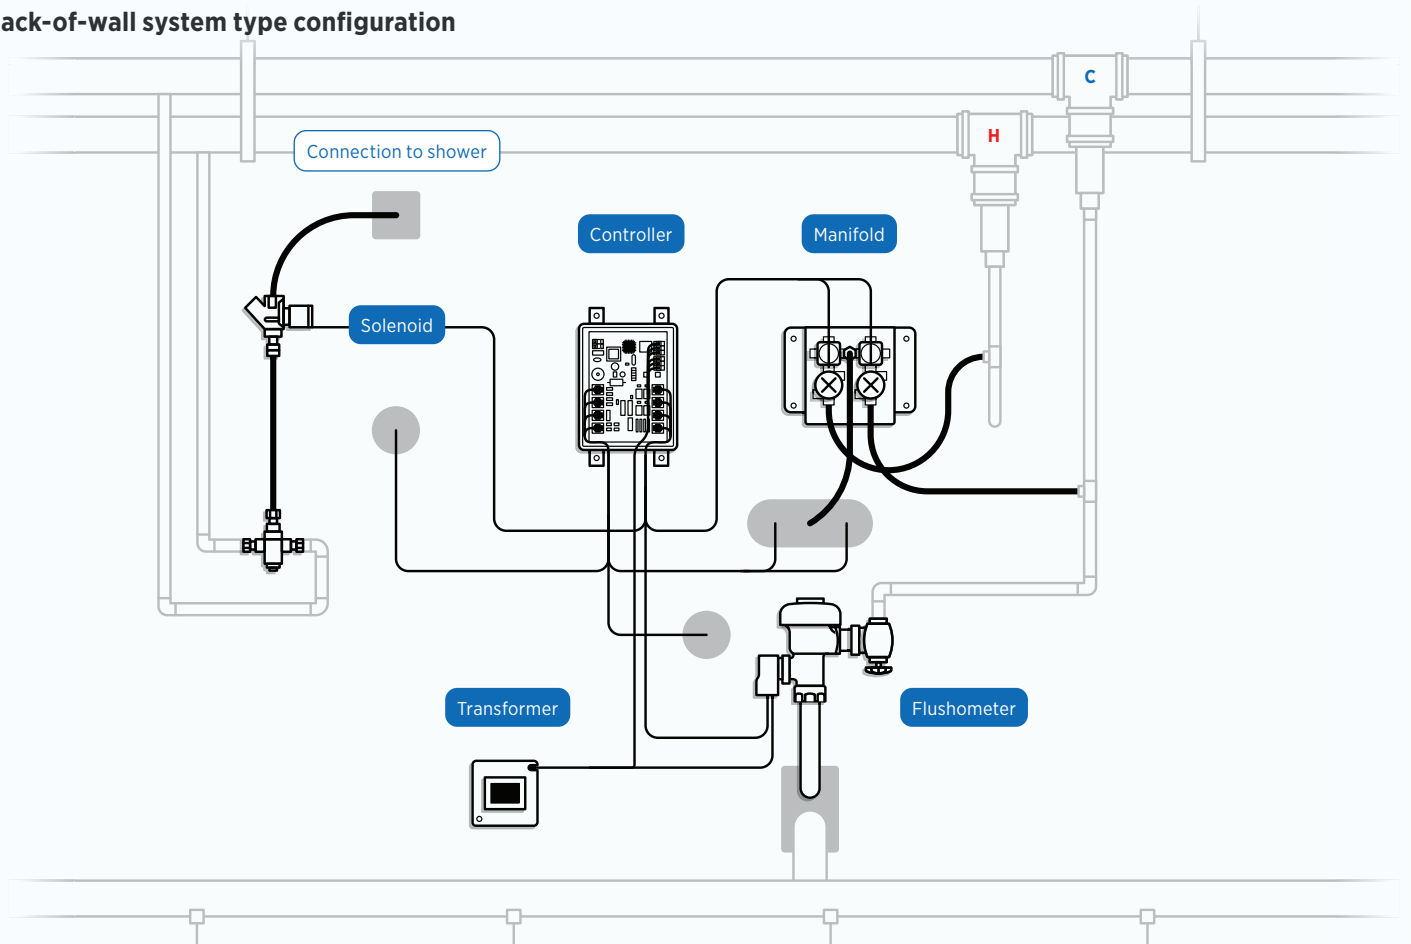 ack-of-wall system type configuration
C
H
Connection to shower
Controller
Manifold
Solenoid
Transformer
Flushometer